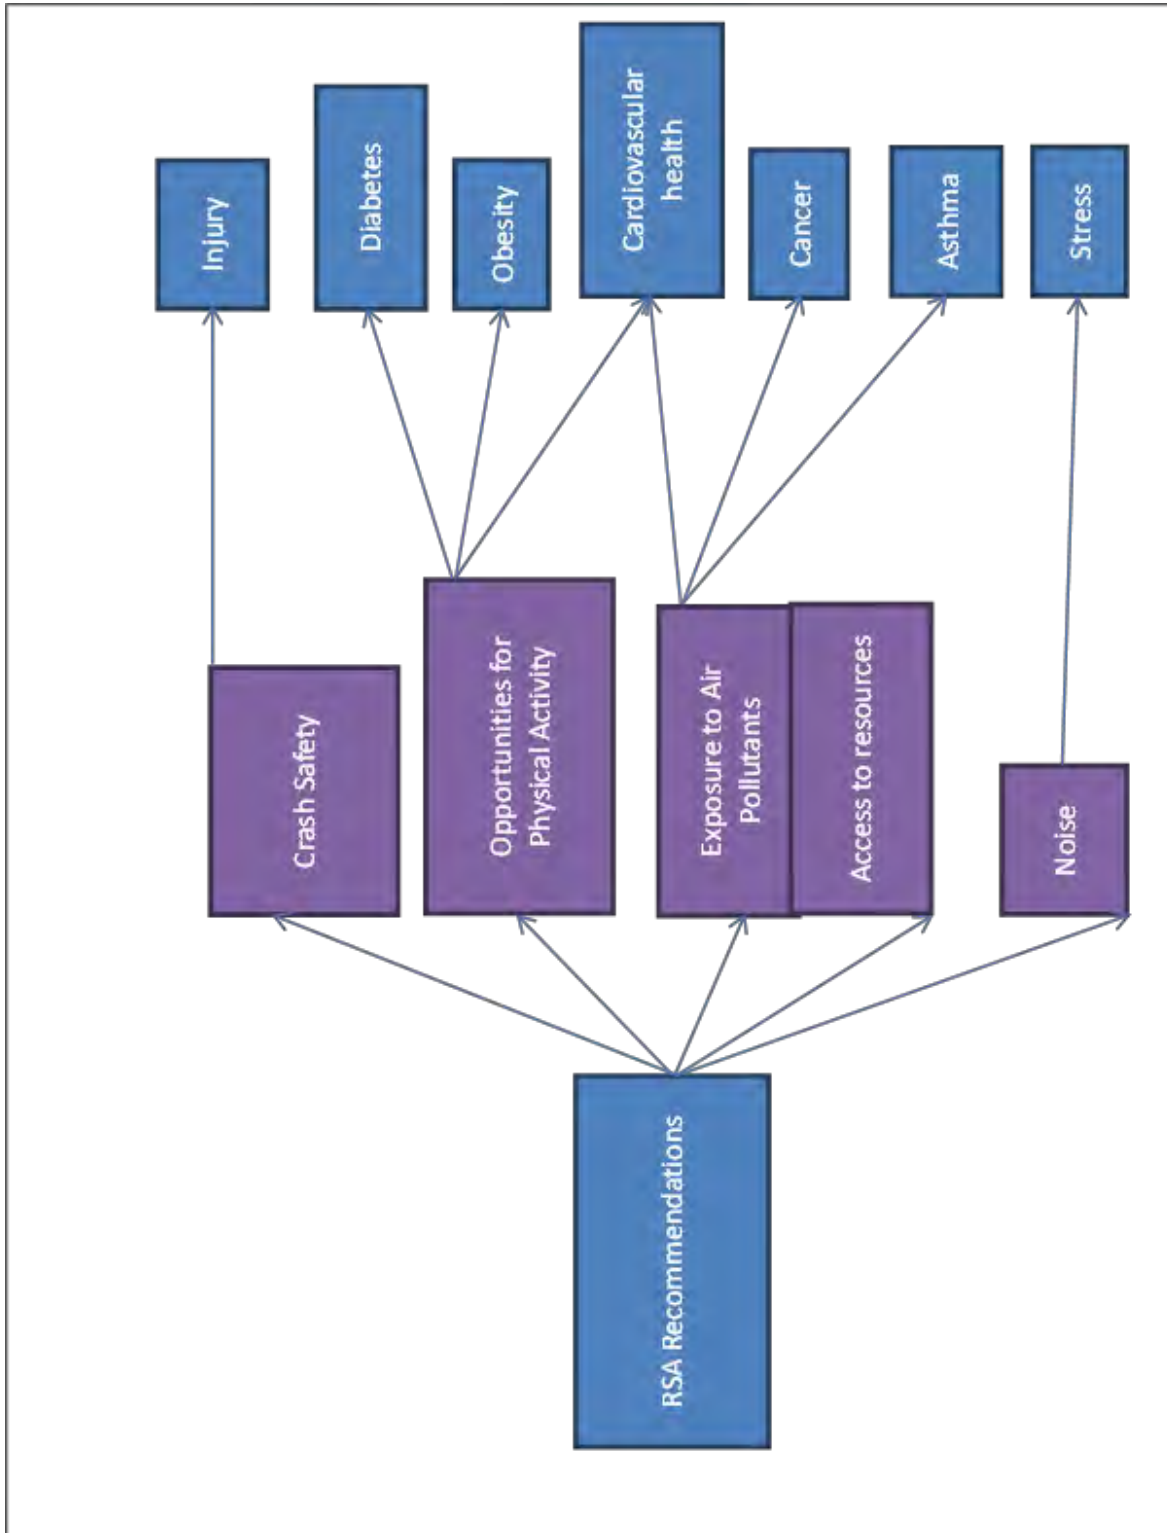 RSA Recommendations
Crash Safety
Opportunities for
Physical Activity
Exposure to Air
Pollutants
Access to resources
Noise
Injury
Diabetes
Obesity
Cardiovascular
health
Cancer
Asthma
Stress